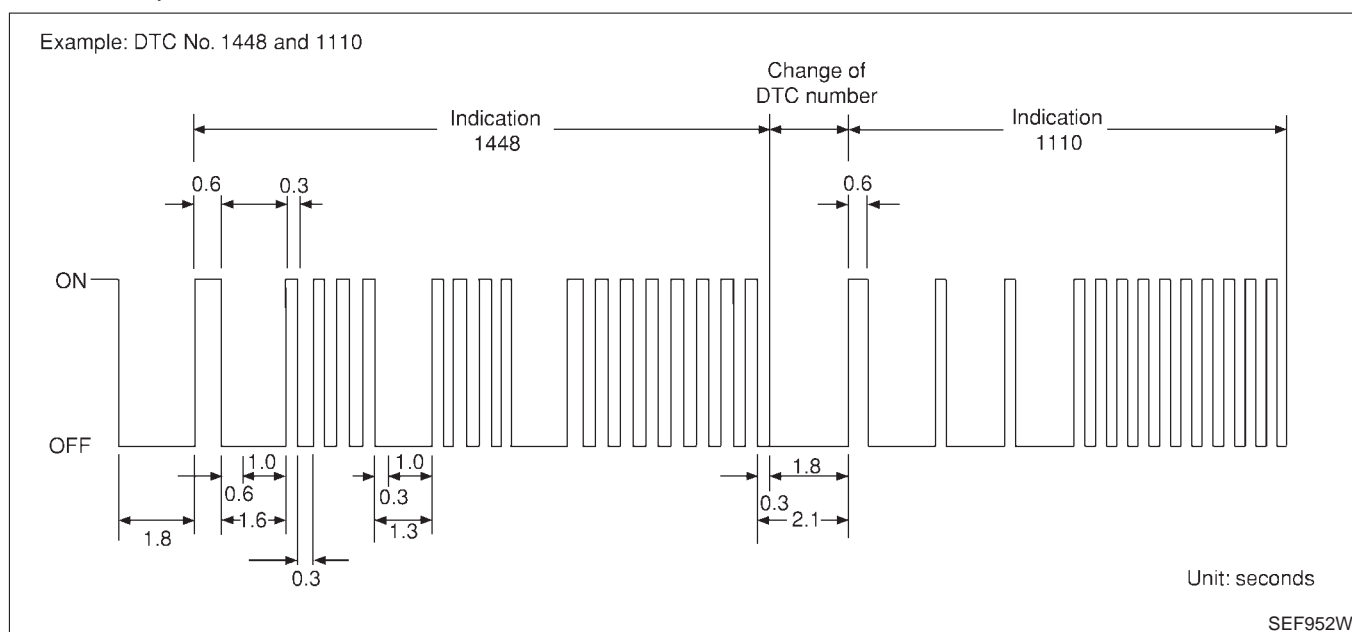 Example: DTC No. 1448 and 1110
Change of
DTC number
Indication
1448
Indication
1110
0.6
0.3
0.6
ON
OFF
1.0
1.0
1.8
0.6
0.3
0.3
1.6
1.3
2.1
1.8
0.3
Unit: seconds
SEF952W